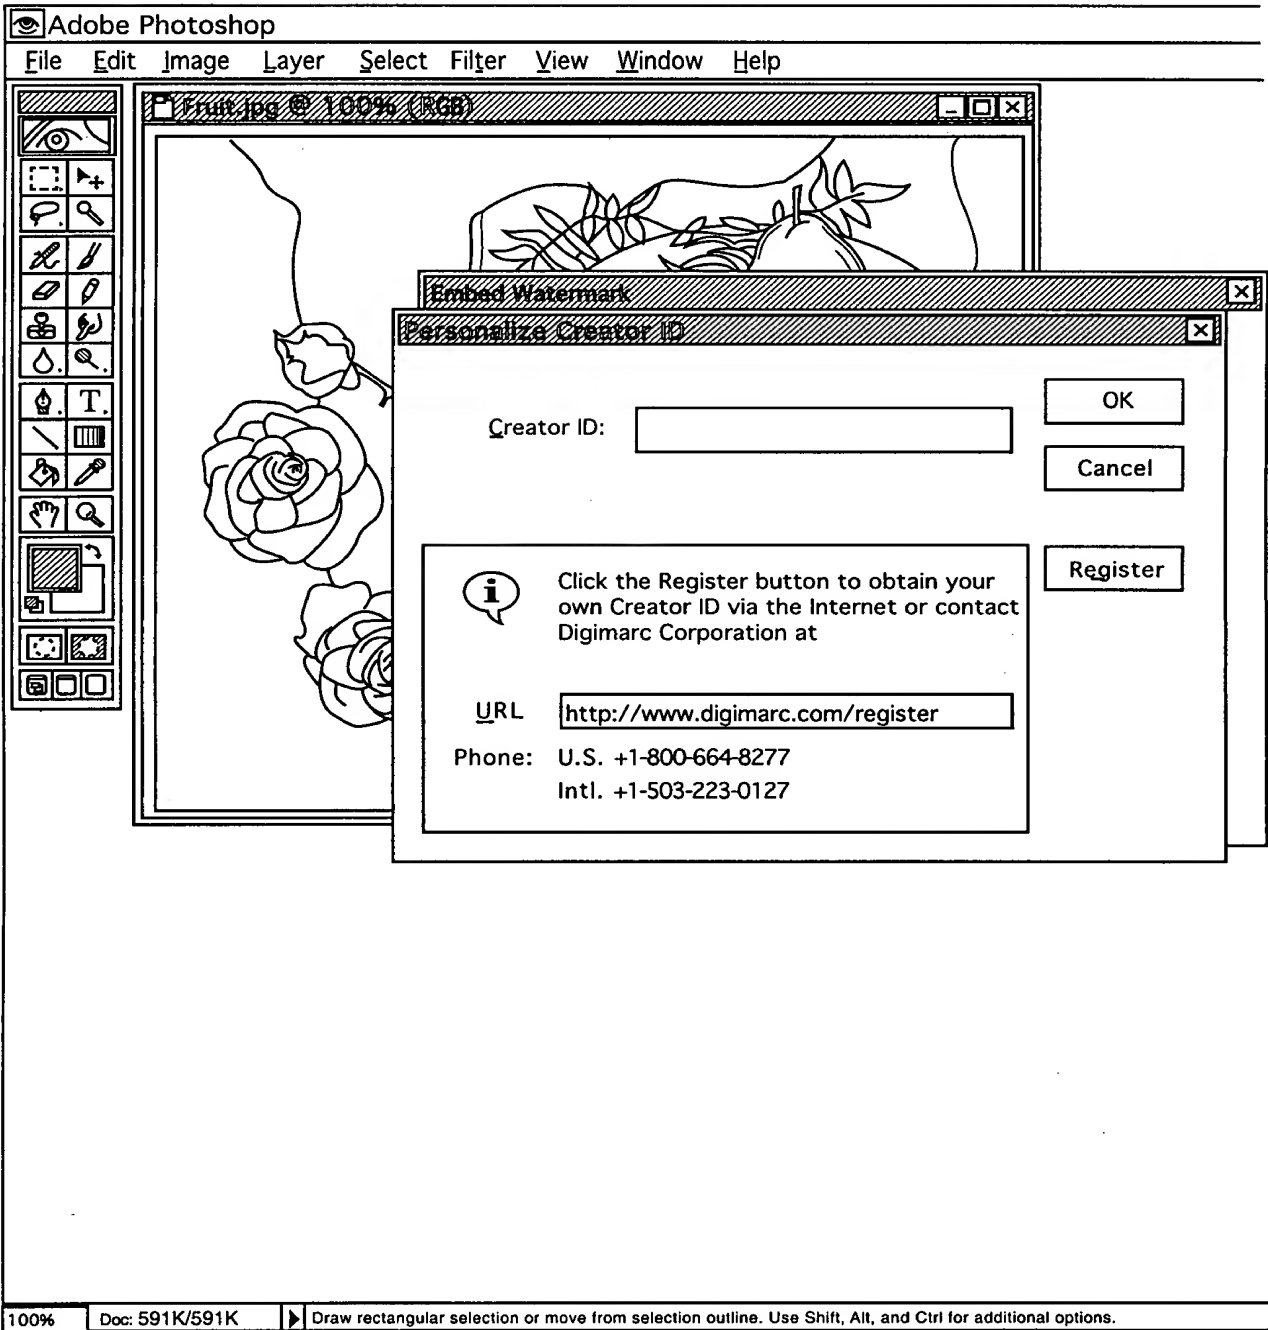 Adobe Photoshop
File Edit Image Layer Select Filter View Window Help
Fruit.jpg @ 100% (RGB)
Embed Watermark
Personalize Creator ID
Creator ID:
OK
Cancel
Register
Click the Register button to obtain your
own Creator ID via the Internet or contact
Digimarc Corporation at
URL http://www.digimarc.com/register
Phone: U.S. +1-800-664-8277
Intl. +1-503-223-0127
T
100% Doc: 591K/591K Draw rectangular selection or move from selection outline. Use Shift, Alt, and Ctrl for additional options.